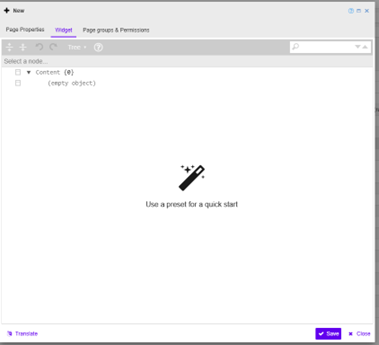 New
Page Properties Widget Page groups & Permissions
Tree
Select a node...
Content {0}
(empty object)
Use a preset for a quick start
Translate Save Close